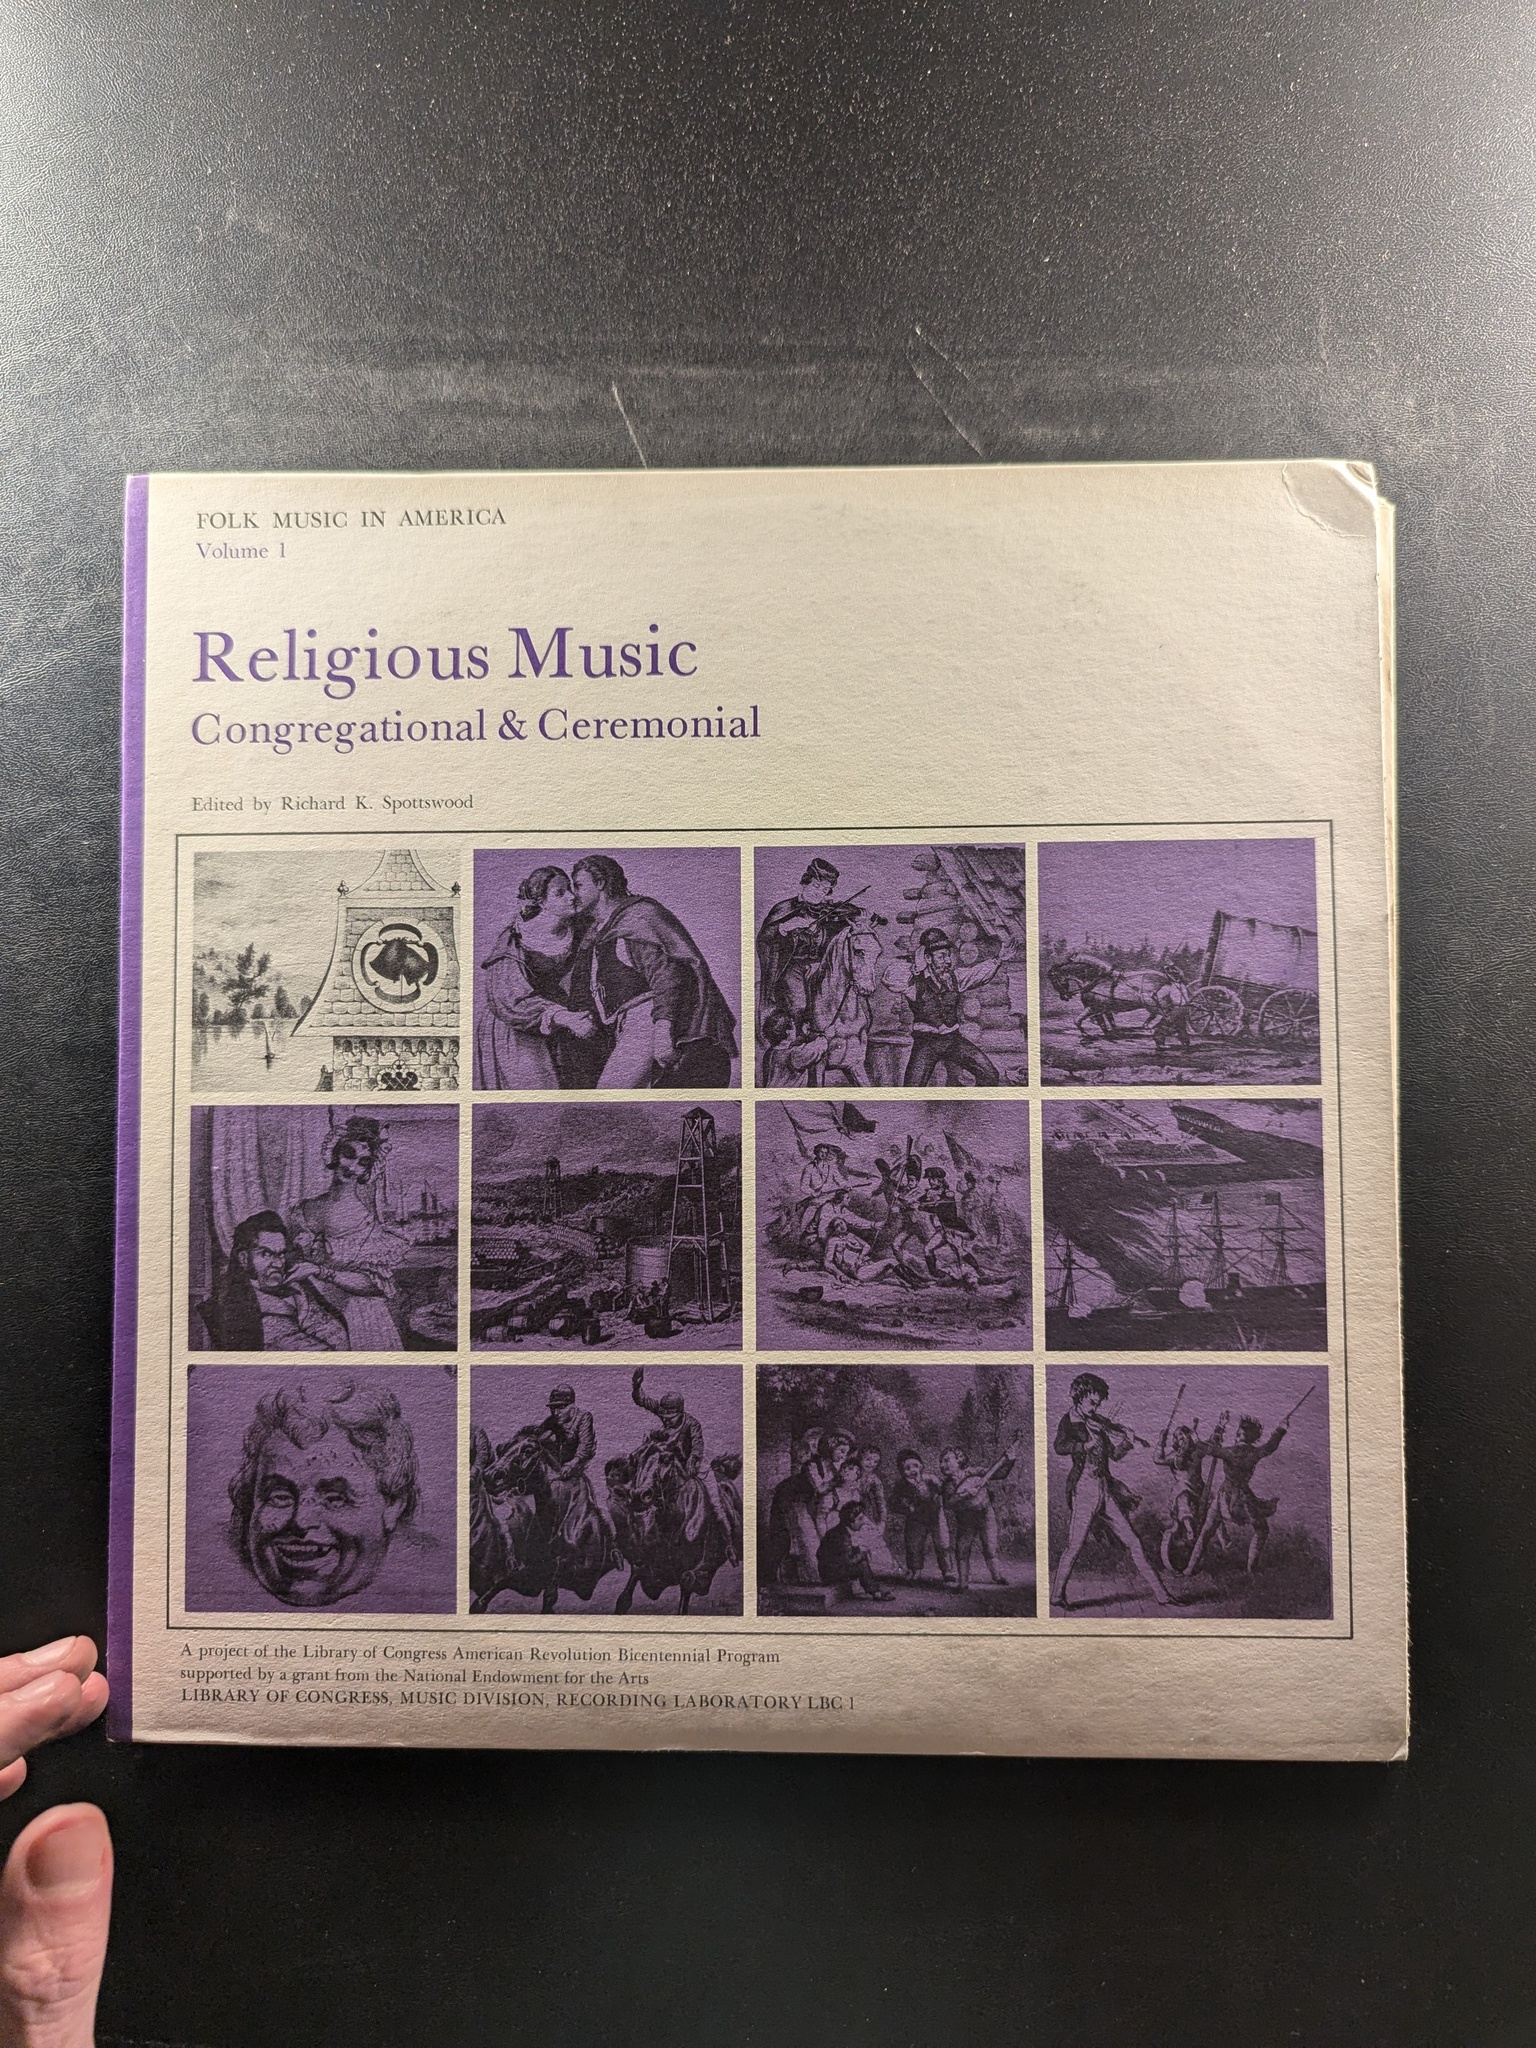 FOLK MUSIC IN AMERICA
Volume 1
Religious Music
Congregational & Ceremonial
Edited by Richard K. Spottswood
A project of the Library of Congress American Revolution Bicentennial Program
supported by a grant from the National Endowment for the Arts
LIBRARY OF CONGRESS, MUSIC DIVISION, RECORDING LABORATORY LBC 1